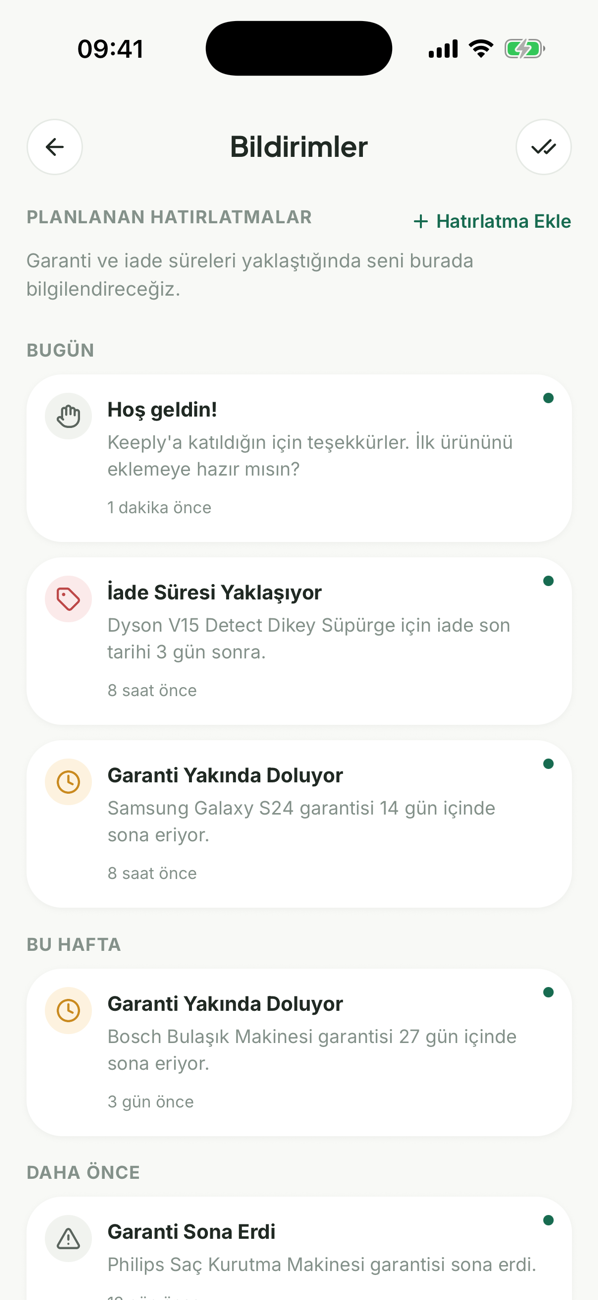 09:41
Bildirimler
PLANLANAN HATIRLATMALAR
+ Hatırlatma Ekle
Garanti ve iade süreleri yaklaştığında seni burada
bilgilendireceğiz.
BUGÜN
Hoş geldin!
Keeply'a katıldığın için teşekkürler. İlk ürününü
eklemeye hazır mısın?
1 dakika önce
İade Süresi Yaklaşıyor
Dyson V15 Detect Dikey Süpürge için iade son
tarihi 3 gün sonra.
8 saat önce
Garanti Yakında Doluyor
Samsung Galaxy S24 garantisi 14 gün içinde
sona eriyor.
8 saat önce
BU HAFTA
Garanti Yakında Doluyor
Bosch Bulaşık Makinesi garantisi 27 gün içinde
sona eriyor.
3 gün önce
DAHA ÖNCE
Garanti Sona Erdi
Philips Saç Kurutma Makinesi garantisi sona erdi.